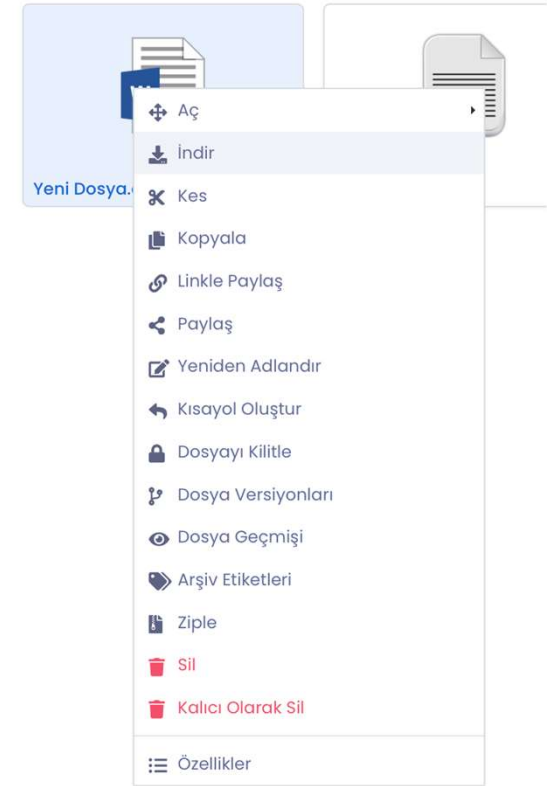 Aç
İndir
Yeni Dosya.
Kes
Kopyala
Linkle Paylaş
Paylaş
Yeniden Adlandır
Kısayol Oluştur
Dosyayı Kilitle
Dosya Versiyonları
Dosya Geçmişi
Arşiv Etiketleri
Ziple
Sil
Kalıcı Olarak Sil
Özellikler